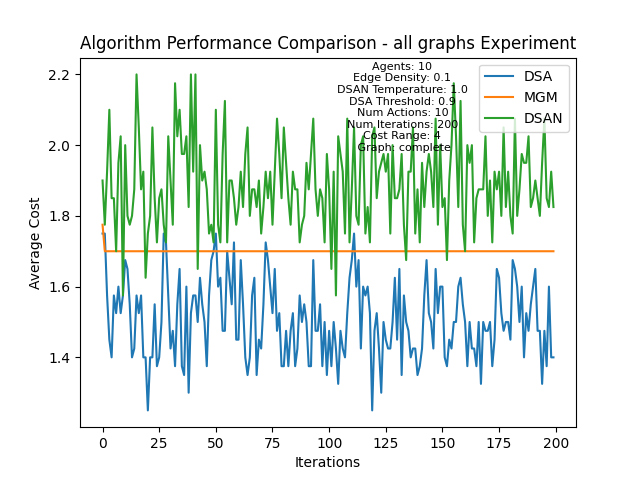 Algorithm Performance Comparison - all graphs Experiment
Agents: 10
Edge Density: 0.1
DSAN Temperature: 1.0
DSA Threshold: 0.9
Num Actions: 10
Num Iterations: 200
Cost Range: 4
Graph: complete
DSA
MGM
DSAN
Average Cost
2.2
2.0
1.8
1.6
1.4
0 25 50 75 100 125 150 175 200
Iterations